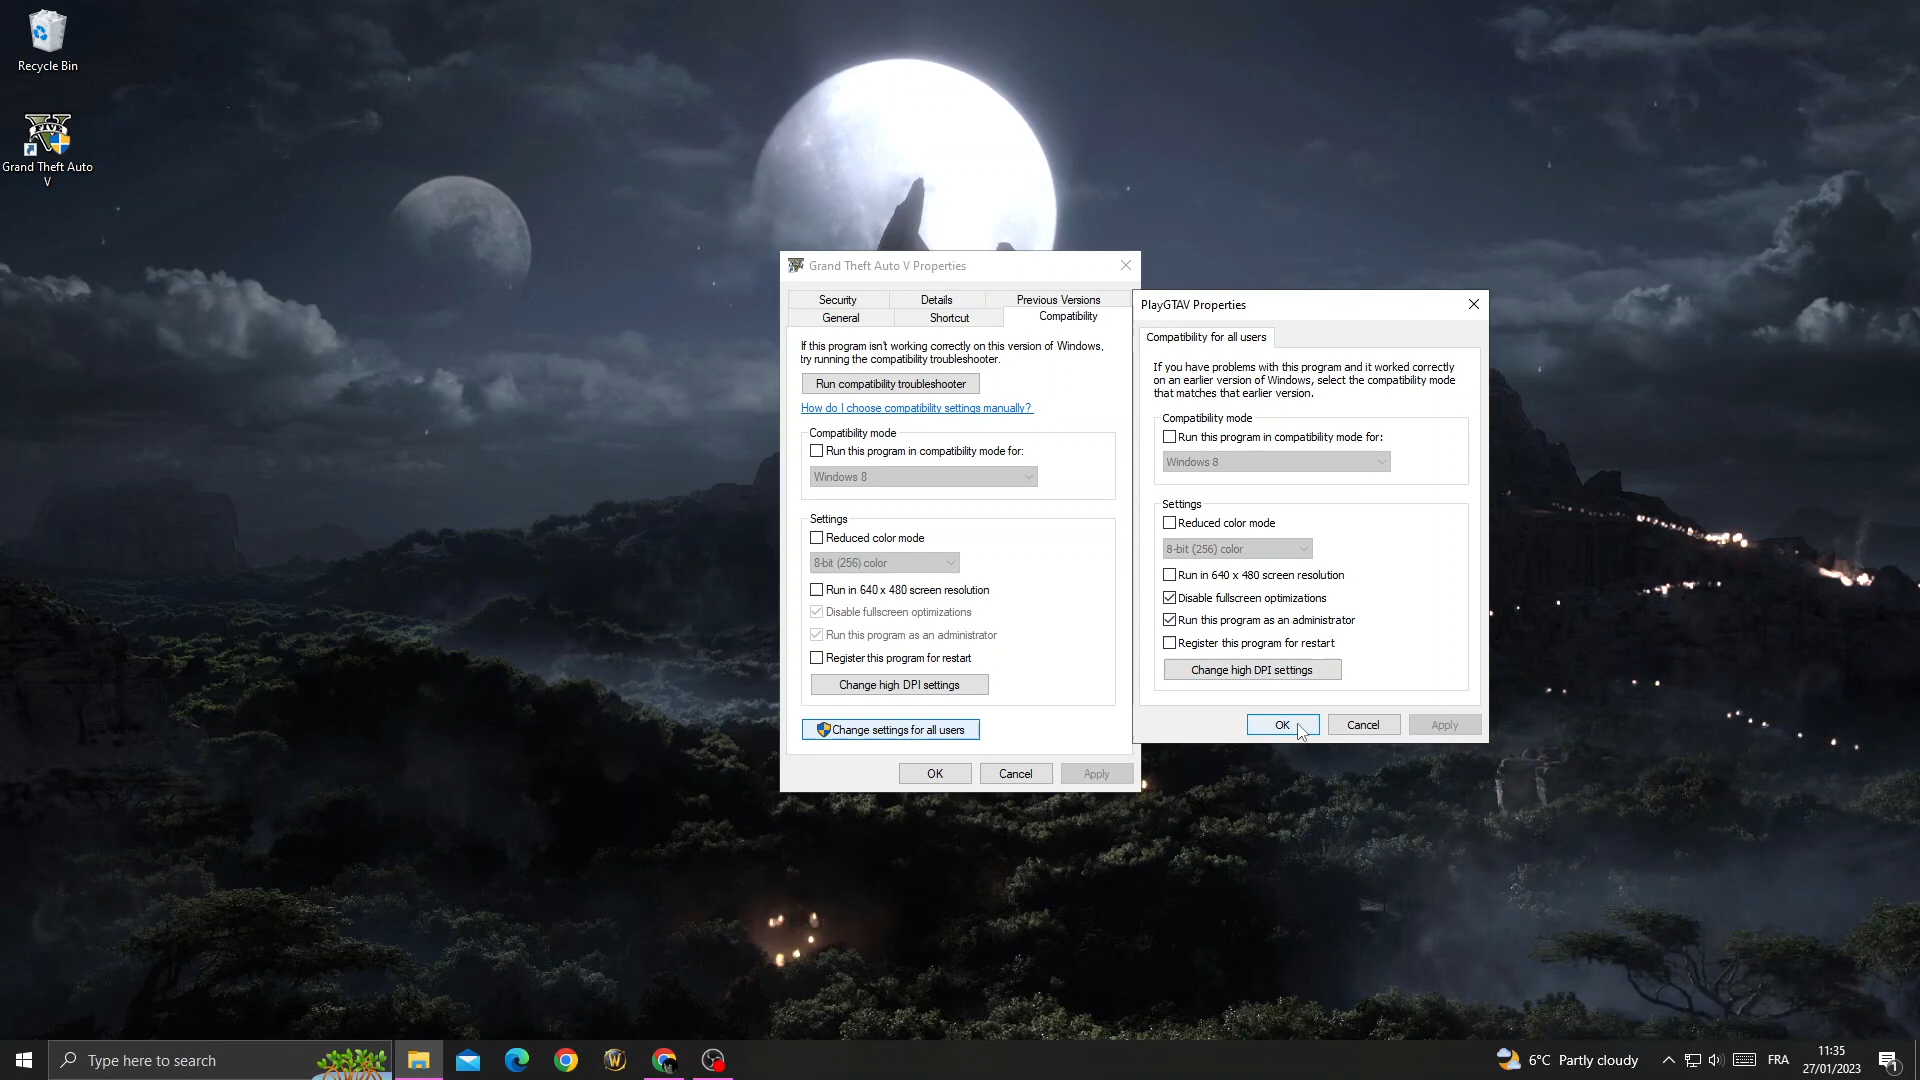 Recycle Bin
Grand Theft Auto
V
Grand Theft Auto V Properties
Security
Details
Previous Versions
General
Shortcut
Compatibility
If this program isn't working correctly on this version of Windows,
try running the compatibility troubleshooter.
Run compatibility troubleshooter
How do I choose compatibility settings manually?
Compatibility mode
Run this program in compatibility mode for:
Windows 8
Settings
Reduced color mode
8-bit (256) color
Run in 640 x 480 screen resolution
Disable fullscreen optimizations
Run this program as an administrator
Register this program for restart
Change high DPI settings
Change settings for all users
OK
Cancel
Apply
PlayGTAV Properties
Compatibility for all users
If you have problems with this program and it worked correctly
on an earlier version of Windows, select the compatibility mode
that matches that earlier version.
Compatibility mode
Run this program in compatibility mode for:
Windows 8
Settings
Reduced color mode
8-bit (256) color
Run in 640 x 480 screen resolution
Disable fullscreen optimizations
Run this program as an administrator
Register this program for restart
Change high DPI settings
OK
Cancel
Apply
Type here to search
6°C Partly cloudy
FRA
11:35
27/01/2023
1